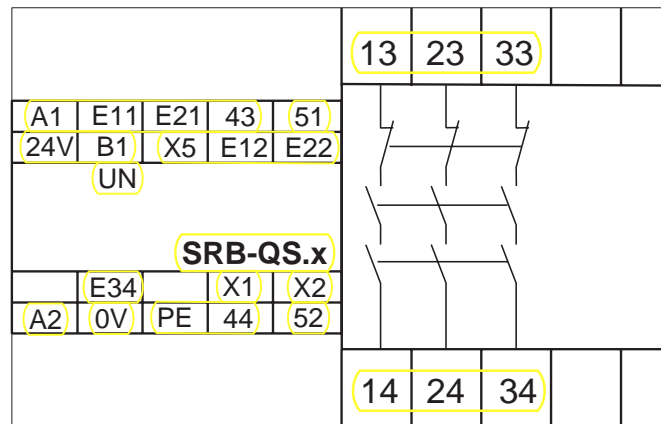 13 23 33
A1 E11 E21 43 51
24V B1 X5 E12 E22
UN
SRB-QS.x
E34 X1 X2
A2 0V PE 44 52
14 24 34